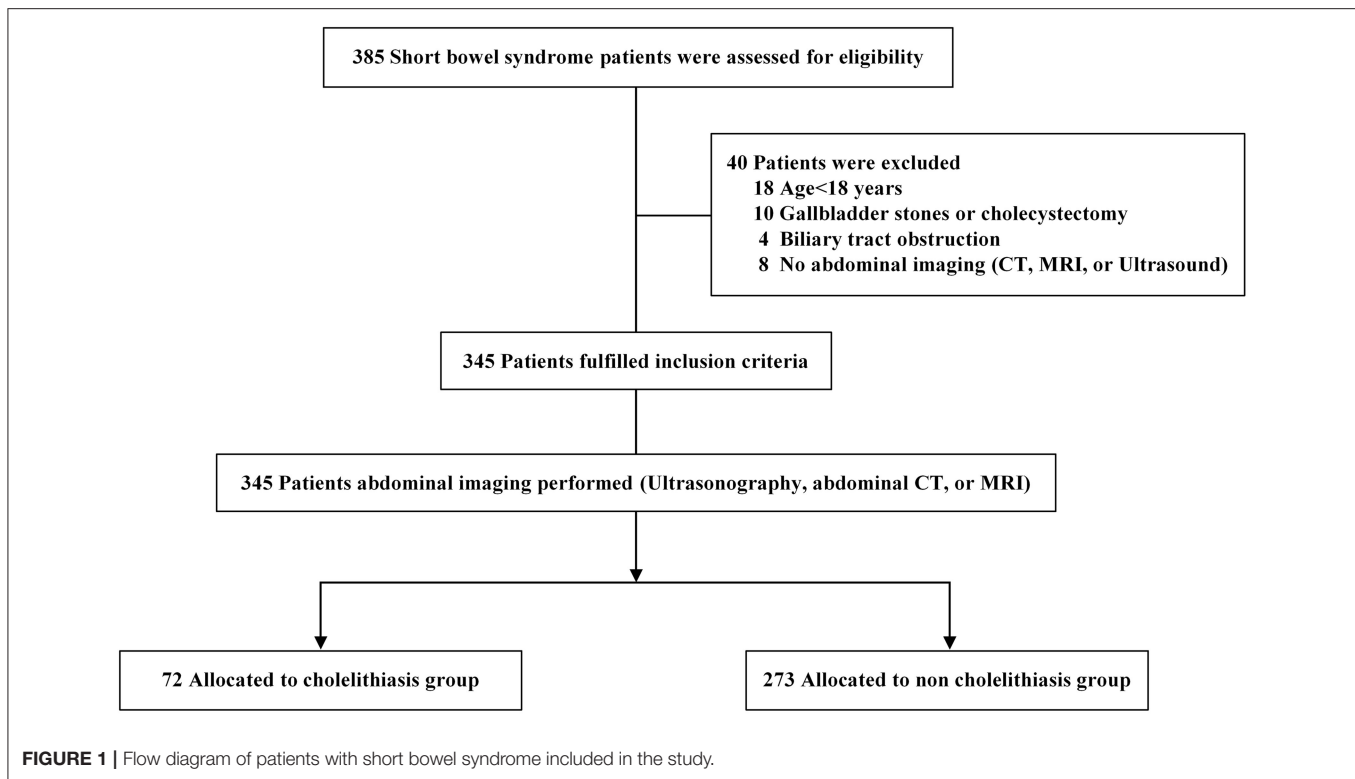 385 Short bowel syndrome patients were assessed for eligibility
40 Patients were excluded
18 Age<18 years
10 Gallbladder stones or cholecystectomy
4 Biliary tract obstruction
8 No abdominal imaging (CT, MRI, or Ultrasound)
345 Patients fulfilled inclusion criteria
345 Patients abdominal imaging performed (Ultrasonography, abdominal CT, or MRI)
72 Allocated to cholelithiasis group
273 Allocated to non cholelithiasis group
FIGURE 1 | Flow diagram of patients with short bowel syndrome included in the study.